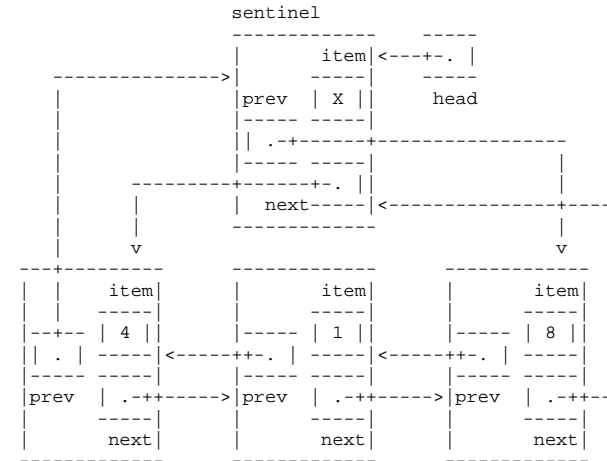 sentinel
item
prev X head
next
item item item
4 1 8
prev prev prev
next next next